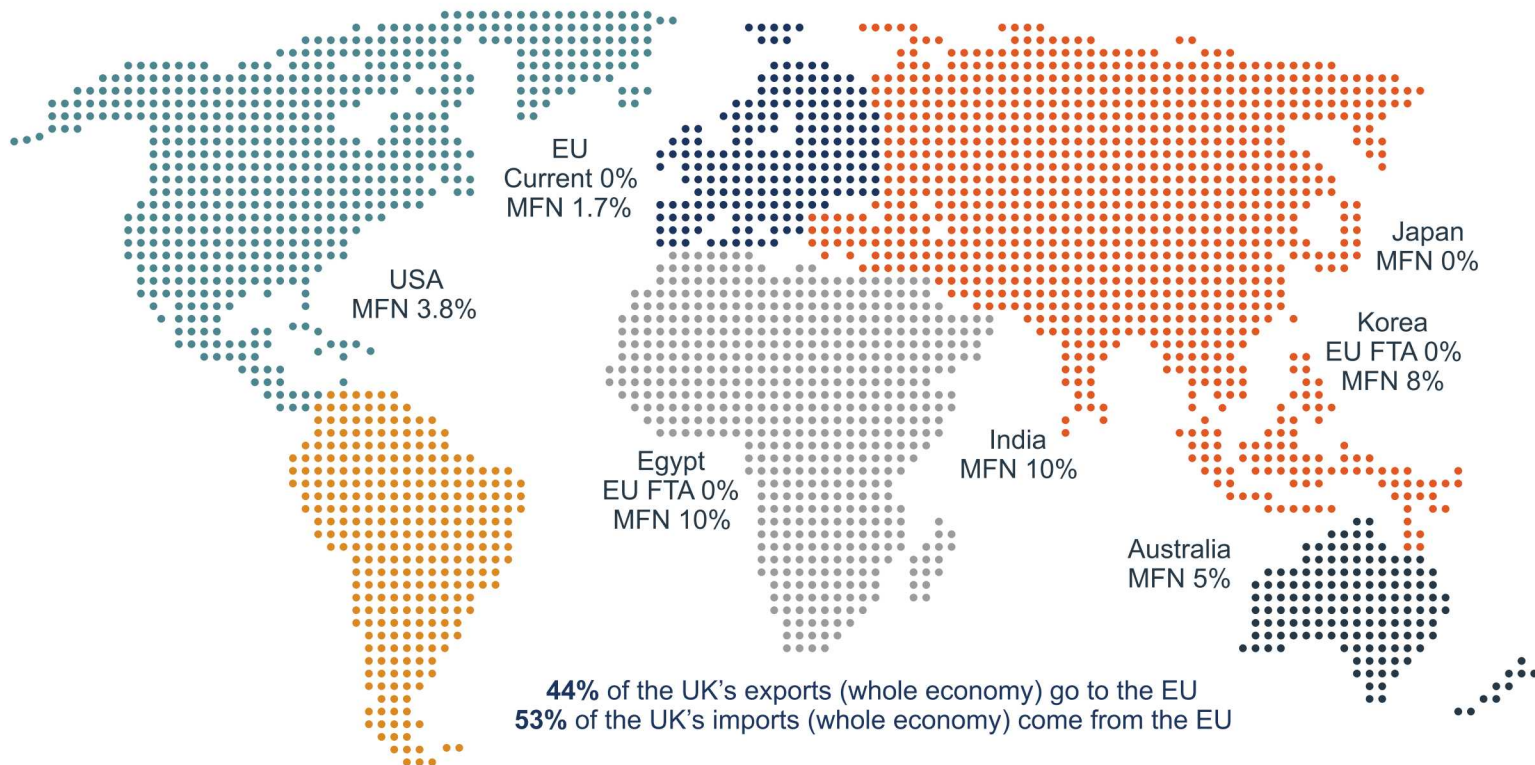 EU
Current 0%
MFN 1.7%
USA
MFN 3.8%
Japan
MFN 0%
Korea
EU FTA 0%
MFN 8%
India
MFN 10%
Egypt
EU FTA 0%
MFN 10%
Australia
MFN 5%
44% of the UK’s exports (whole economy) go to the EU
53% of the UK’s imports (whole economy) come from the EU